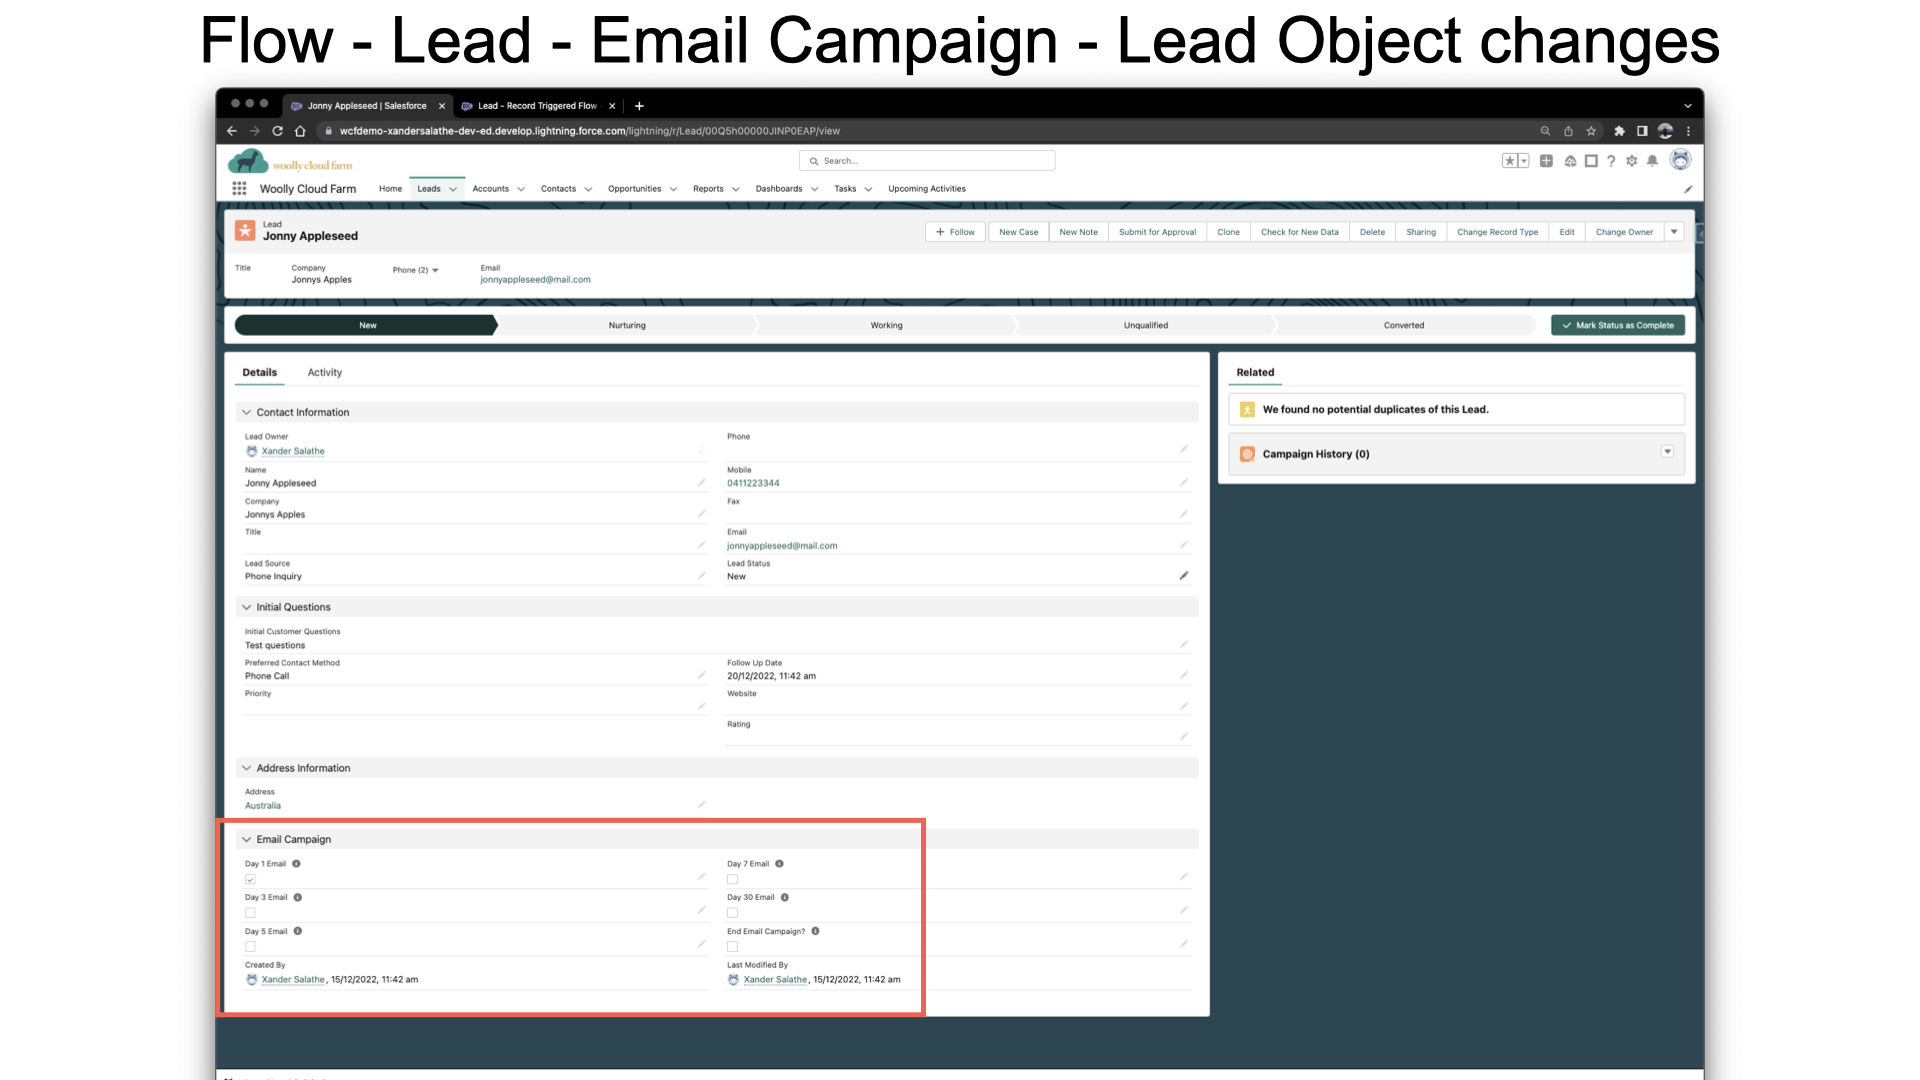 Flow - Lead - Email Campaign - Lead Object changes
Jonny Appleseed | Salesforce
Lead - Record Triggered Flow
wcfdemo-xandersalathe-dev-ed.develop.lightning.force.com/lightning/r/Lead/00Q5h00000JINP0EAP/view
woolly cloud farm
Search...
Woolly Cloud Farm
Home
Leads
Accounts
Contacts
Opportunities
Reports
Dashboards
Tasks
Upcoming Activities
Lead
Jonny Appleseed
+ Follow
New Case
New Note
Submit for Approval
Clone
Check for New Data
Delete
Sharing
Change Record Type
Edit
Change Owner
Title
Company
Jonnys Apples
Phone (2)
Email
jonnyappleseed@mail.com
New
Nurturing
Working
Unqualified
Converted
Mark Status as Complete
Details
Activity
Contact Information
Lead Owner
Xander Salathe
Phone
Name
Jonny Appleseed
Mobile
0411223344
Company
Jonnys Apples
Fax
Title
Email
jonnyappleseed@mail.com
Lead Source
Phone Inquiry
Lead Status
New
Initial Questions
Initial Customer Questions
Test questions
Preferred Contact Method
Phone Call
Follow Up Date
20/12/2022, 11:42 am
Priority
Website
Rating
Address Information
Address
Australia
Email Campaign
Day 1 Email
Day 7 Email
Day 3 Email
Day 30 Email
Day 5 Email
End Email Campaign?
Created By
Xander Salathe, 15/12/2022, 11:42 am
Last Modified By
Xander Salathe, 15/12/2022, 11:42 am
Related
We found no potential duplicates of this Lead.
Campaign History (0)